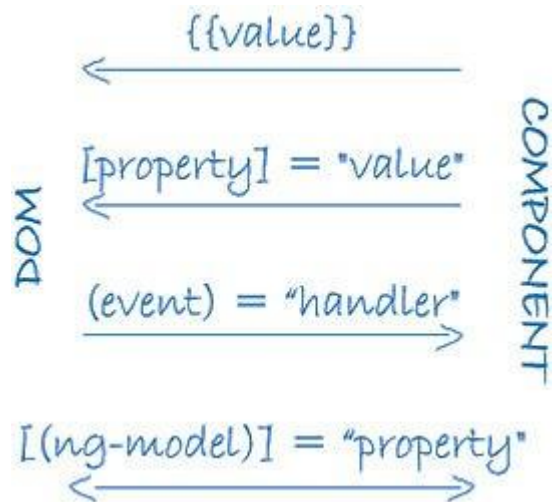 {{value}}
[property] = "value"
DOM
COMPONENT
(event) = "handler"
[(ng-model)] = "property"